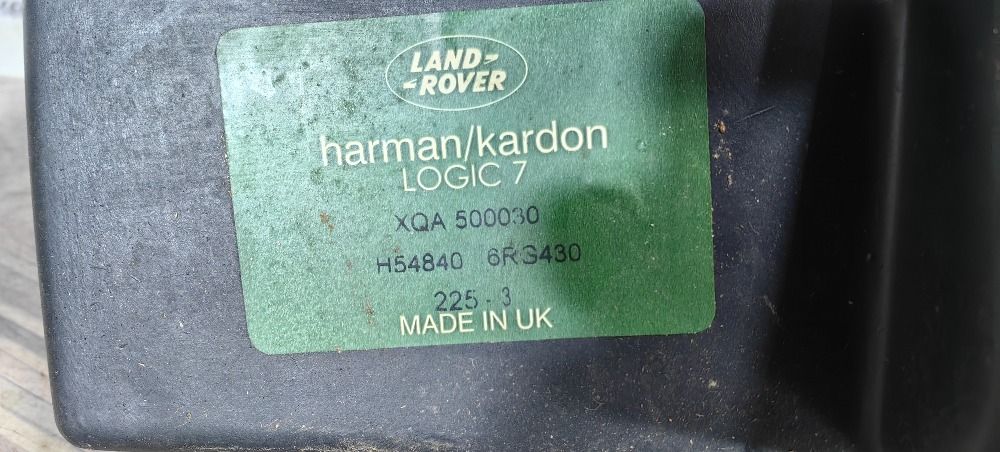 LAND-
-ROVER
harman/kardon
LOGIC 7
XQA 500030
H54840 6RG430
225 - 3
MADE IN UK